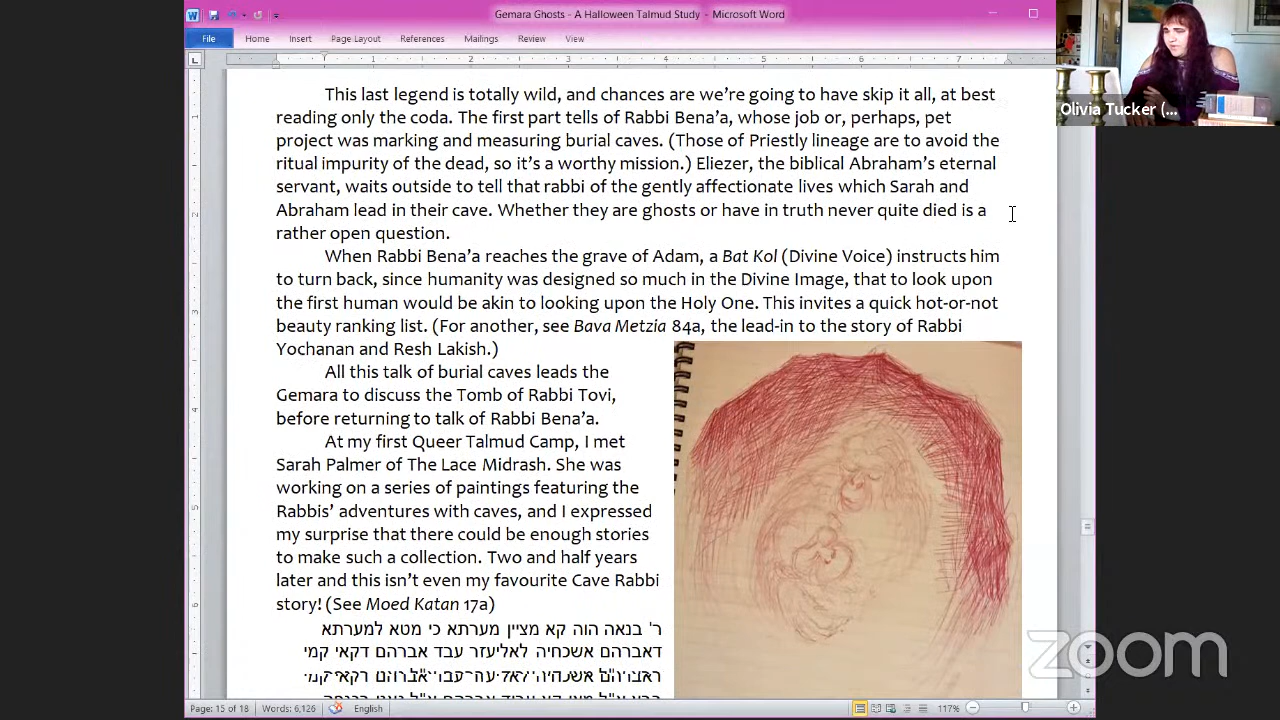 Gemara Ghosts - A Halloween Talmud Study - Microsoft Word
File Home Insert Page Layout References Mailings Review View
1 2 3 4 5 6 7
Olivia Tucker (...
This last legend is totally wild, and chances are we're going to have skip it all, at best
reading only the coda. The first part tells of Rabbi Bena'a, whose job or, perhaps, pet
project was marking and measuring burial caves. (Those of Priestly lineage are to avoid the
ritual impurity of the dead, so it's a worthy mission.) Eliezer, the biblical Abraham's eternal
servant, waits outside to tell that rabbi of the gently affectionate lives which Sarah and
Abraham lead in their cave. Whether they are ghosts or have in truth never quite died is a
rather open question.
When Rabbi Bena'a reaches the grave of Adam, a Bat Kol (Divine Voice) instructs him
to turn back, since humanity was designed so much in the Divine Image, that to look upon
the first human would be akin to looking upon the Holy One. This invites a quick hot-or-not
beauty ranking list. (For another, see Bava Metzia 84a, the lead-in to the story of Rabbi
Yochanan and Resh Lakish.)
All this talk of burial caves leads the
Gemara to discuss the Tomb of Rabbi Tovi,
before returning to talk of Rabbi Bena'a.
At my first Queer Talmud Camp, I met
Sarah Palmer of The Lace Midrash. She was
working on a series of paintings featuring the
Rabbis' adventures with caves, and I expressed
my surprise that there could be enough stories
to make such a collection. Two and half years
later and this isn't even my favourite Cave Rabbi
story! (See Moed Katan 17a)
ר' בנאה הוה קא מציין מערתא כי מטא למערתא
דאברהם אשכחיה לאליעזר עבד אברהם דקאי קמי
Page: 15 of 18 Words: 6,126 English 117%
zoom